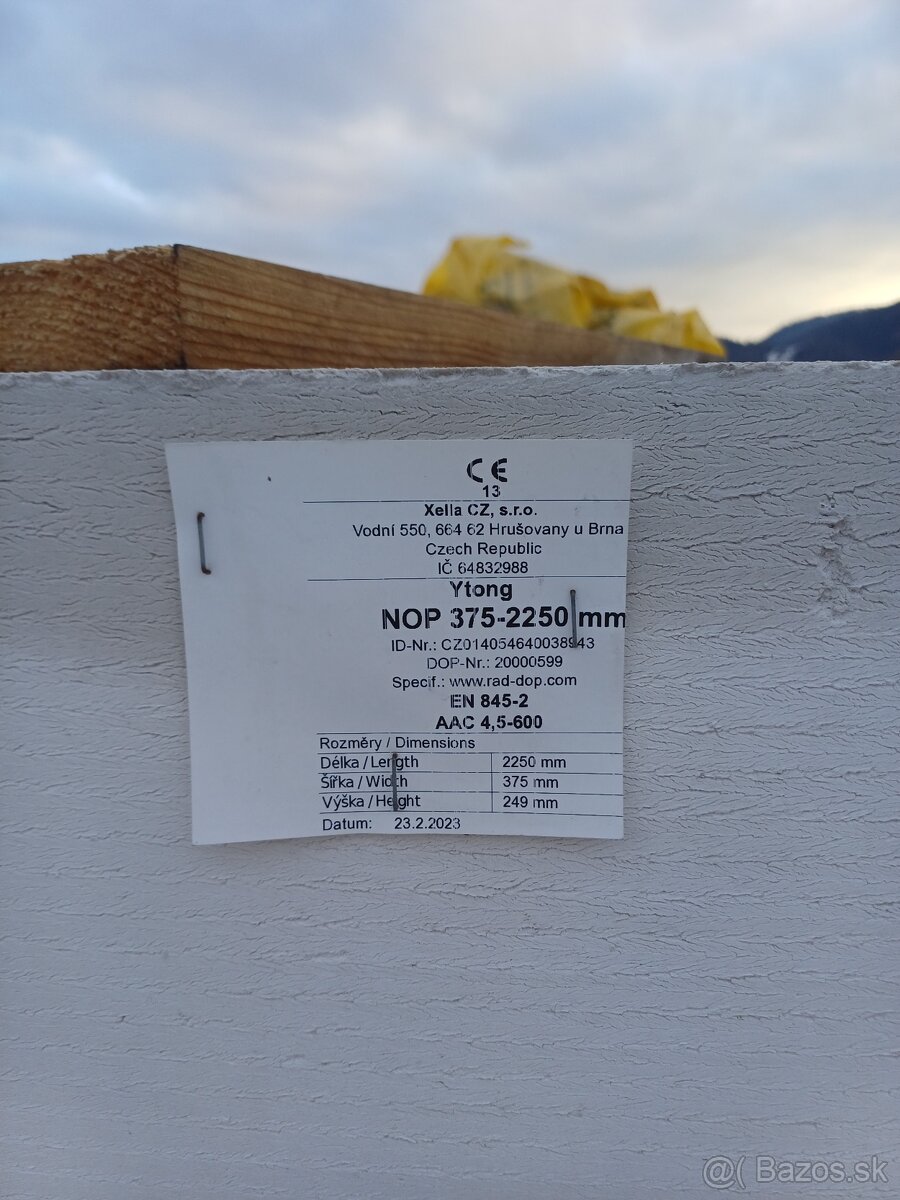 CE
13
Xella CZ, s.r.o.
Vodní 550, 664 62 Hrušovany u Brna
Czech Republic
IČ 64832988
Ytong
NOP 375-2250 mm
ID-Nr.: CZ014054640038943
DOP-Nr.: 20000599
Specif.: www.rad-dop.com
EN 845-2
AAC 4,5-600
Rozměry / Dimensions
Délka / Length 2250 mm
Šířka / Width 375 mm
Výška / Height 249 mm
Datum: 23.2.2023
@( Bazos.sk